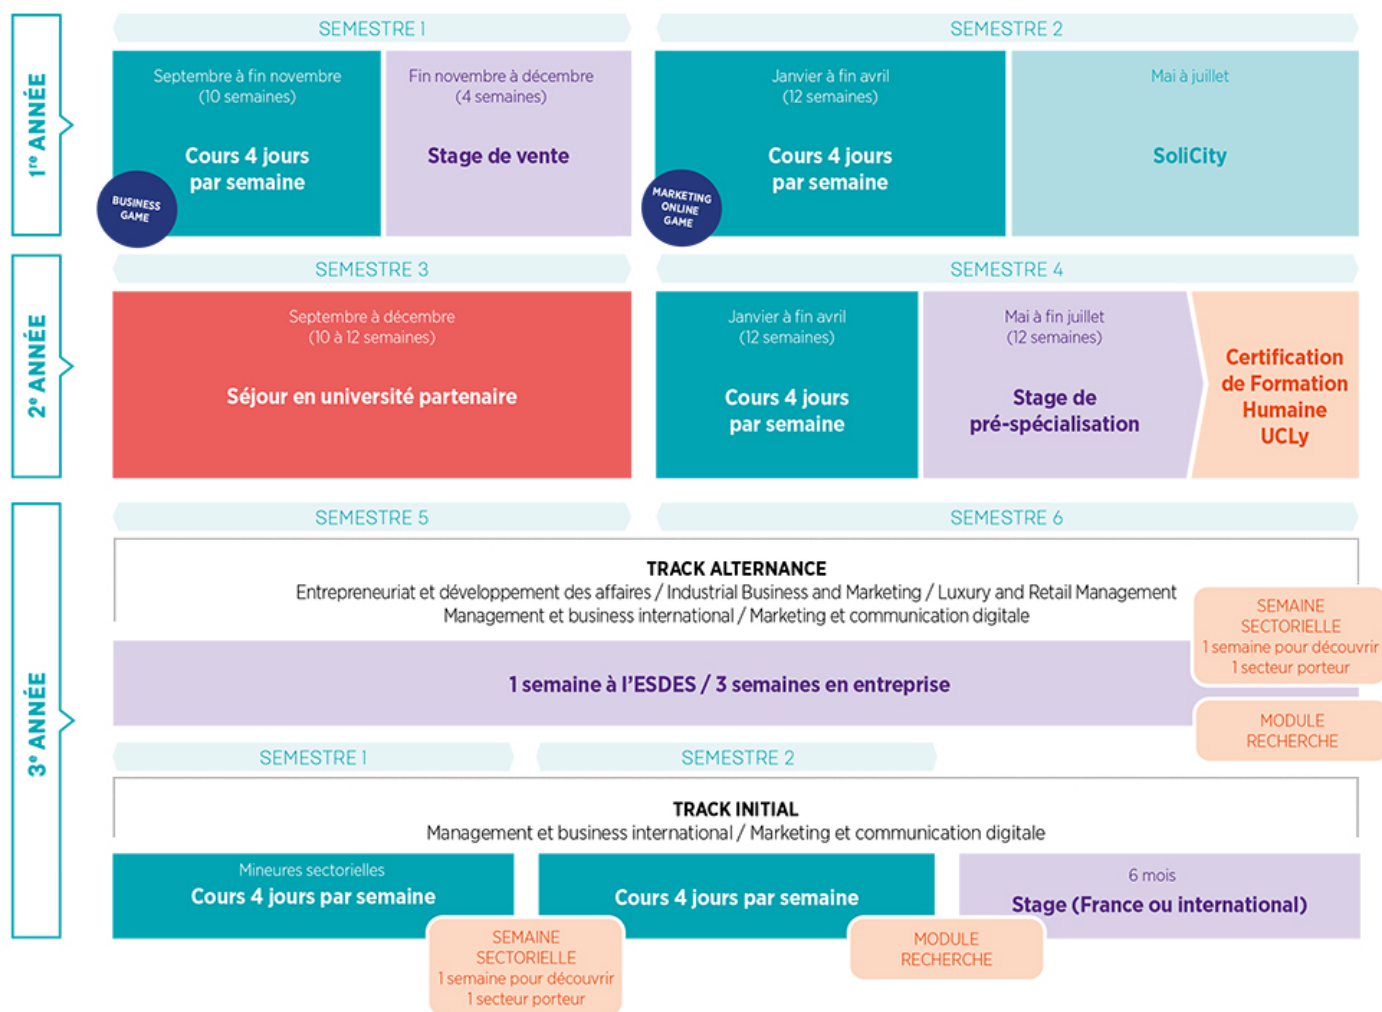 1re ANNÉE
SEMESTRE 1
SEMESTRE 2
Septembre à fin novembre
(10 semaines)
Cours 4 jours
par semaine
BUSINESS
GAME
Fin novembre à décembre
(4 semaines)
Stage de vente
Janvier à fin avril
(12 semaines)
Cours 4 jours
par semaine
MARKETING
ONLINE
GAME
Mai à juillet
SoliCity
2e ANNÉE
SEMESTRE 3
SEMESTRE 4
Septembre à décembre
(10 à 12 semaines)
Séjour en université partenaire
Janvier à fin avril
(12 semaines)
Cours 4 jours
par semaine
Mai à fin juillet
(12 semaines)
Stage de
pré-spécialisation
Certification
de Formation
Humaine
UCLy
3e ANNÉE
SEMESTRE 5
SEMESTRE 6
TRACK ALTERNANCE
Entrepreneuriat et développement des affaires / Industrial Business and Marketing / Luxury and Retail Management
Management et business international / Marketing et communication digitale
SEMAINE
SECTORIELLE
1 semaine pour découvrir
1 secteur porteur
1 semaine à l'ESDES / 3 semaines en entreprise
MODULE
RECHERCHE
SEMESTRE 1
SEMESTRE 2
TRACK INITIAL
Management et business international / Marketing et communication digitale
Mineures sectorielles
Cours 4 jours par semaine
Cours 4 jours par semaine
6 mois
Stage (France ou international)
SEMAINE
SECTORIELLE
1 semaine pour découvrir
1 secteur porteur
MODULE
RECHERCHE